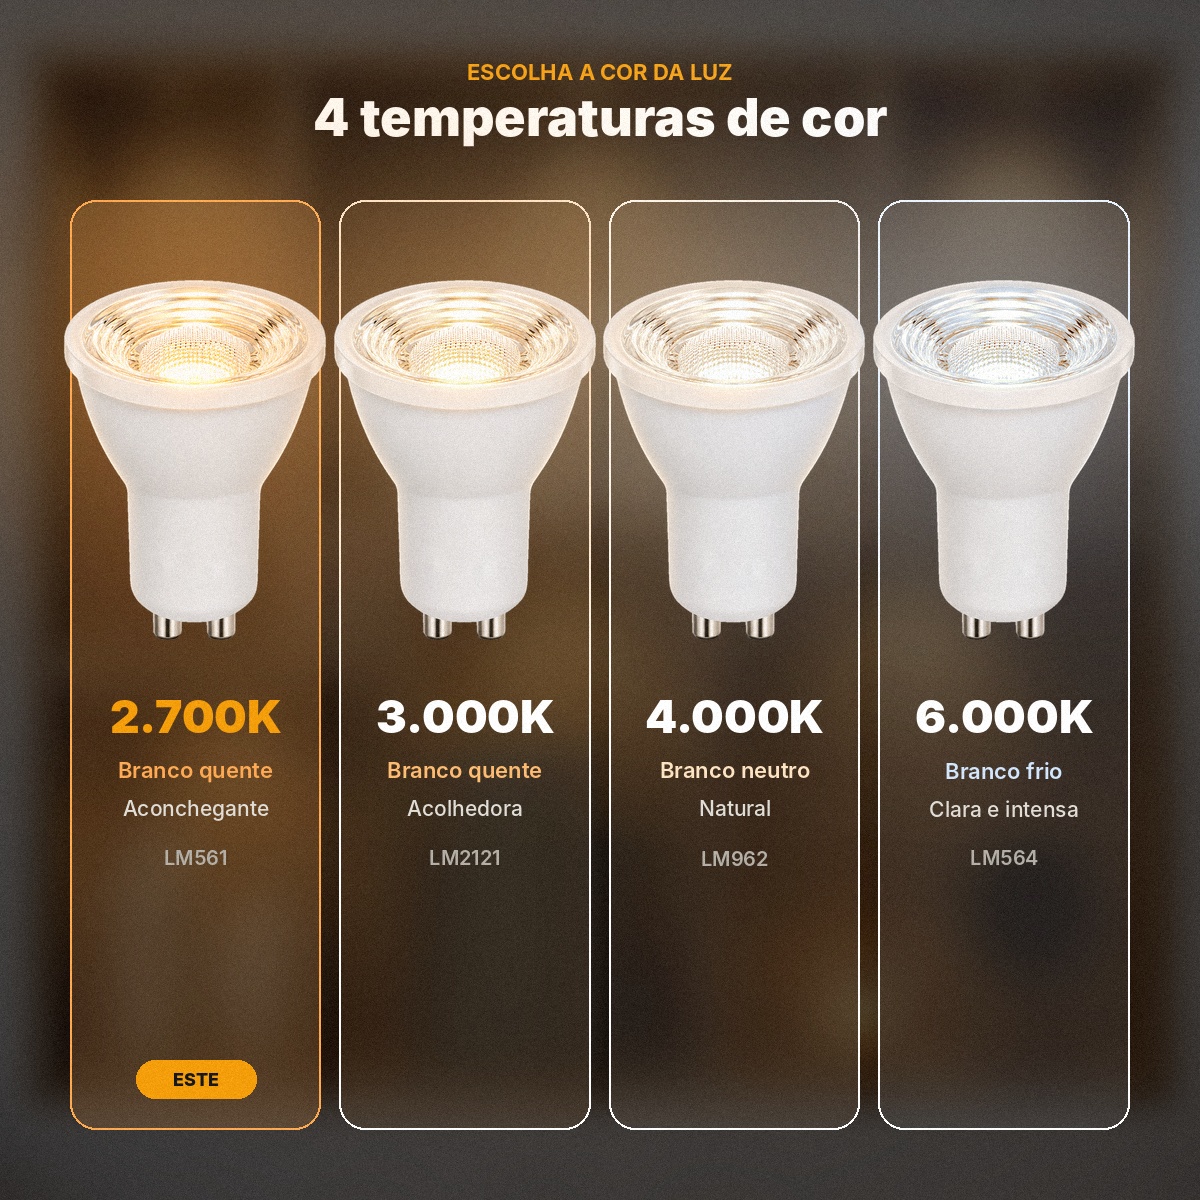 ESCOLHA A COR DA LUZ
4 temperaturas de cor
2.700K
Branco quente
Aconchegante
LM561
ESTE
3.000K
Branco quente
Acolhedora
LM2121
4.000K
Branco neutro
Natural
LM962
6.000K
Branco frio
Clara e intensa
LM564